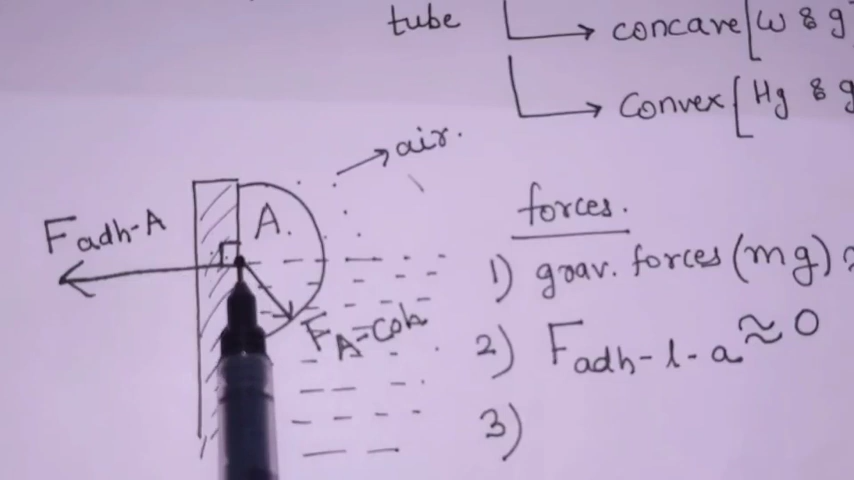 tube
concave [W & g
Convex [Hg & g
air.
Fadh-A
A.
FA-coh
forces.
1) grav. forces (mg) ≈
2) Fadh-l-a ≈ 0
3)